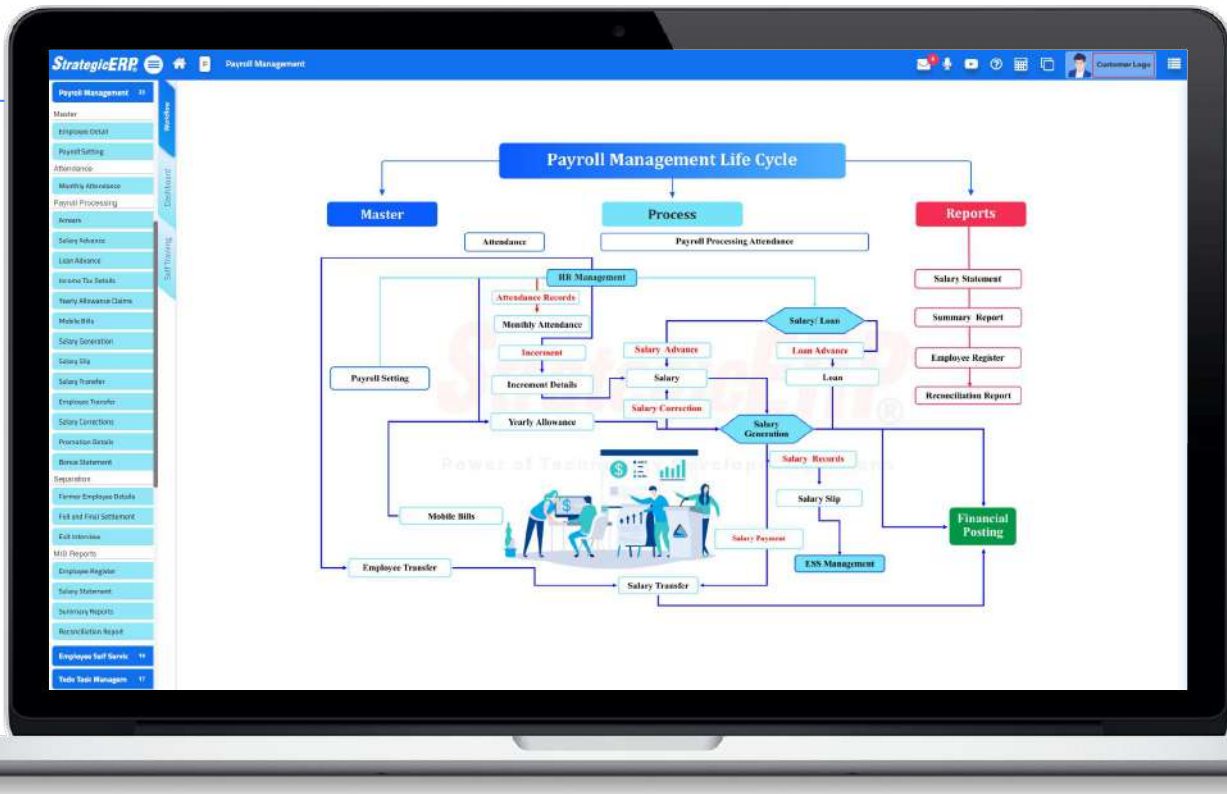 StrategicERP
Payroll Management
Customer Logo
Payroll Management
Master
Employee Detail
Payroll Setting
Attendance
Monthly Attendance
Payroll Processing
Arrears
Salary Advance
Loan Advance
Income Tax Details
Yearly Allowance Claims
Mobile Bills
Salary Generation
Salary Slip
Salary Transfer
Employee Transfer
Salary Corrections
Promotion Details
Bonus Statement
Separation
Former Employee Details
Full and Final Settlement
Exit Interview
MIS Reports
Employee Register
Salary Statement
Summary Reports
Reconciliation Report
Employee Self Servic
Todo Task Managem 17
Workflow
Dashboard
Self Training
Payroll Management Life Cycle
Master
Process
Reports
Attendance
Payroll Processing Attendance
HR Management
Attendance Records
Monthly Attendance
Increment
Increment Details
Payroll Setting
Yearly Allowance
Mobile Bills
Employee Transfer
Salary/ Loan
Salary Advance
Loan Advance
Salary
Loan
Salary Correction
Salary
Generation
Salary Records
Salary Slip
Salary Payment
ESS Management
Salary Transfer
Financial
Posting
Salary Statement
Summary Report
Employee Register
Reconciliation Report